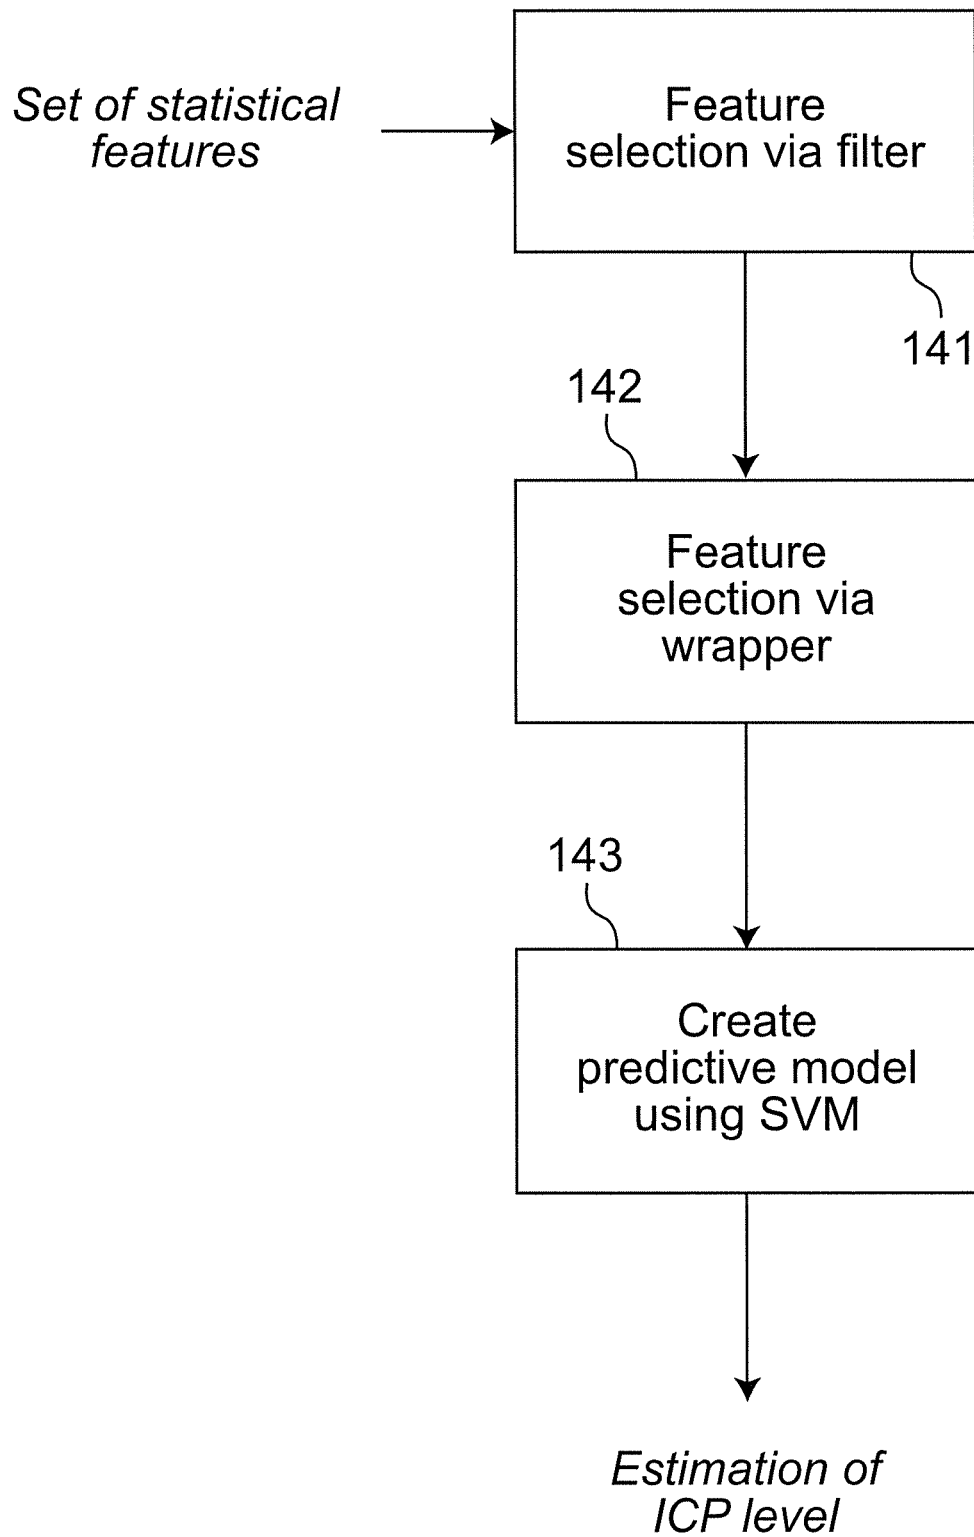 Set of statistical
features
Feature
selection via filter
141
142
Feature
selection via
wrapper
143
Create
predictive model
using SVM
Estimation of
ICP level